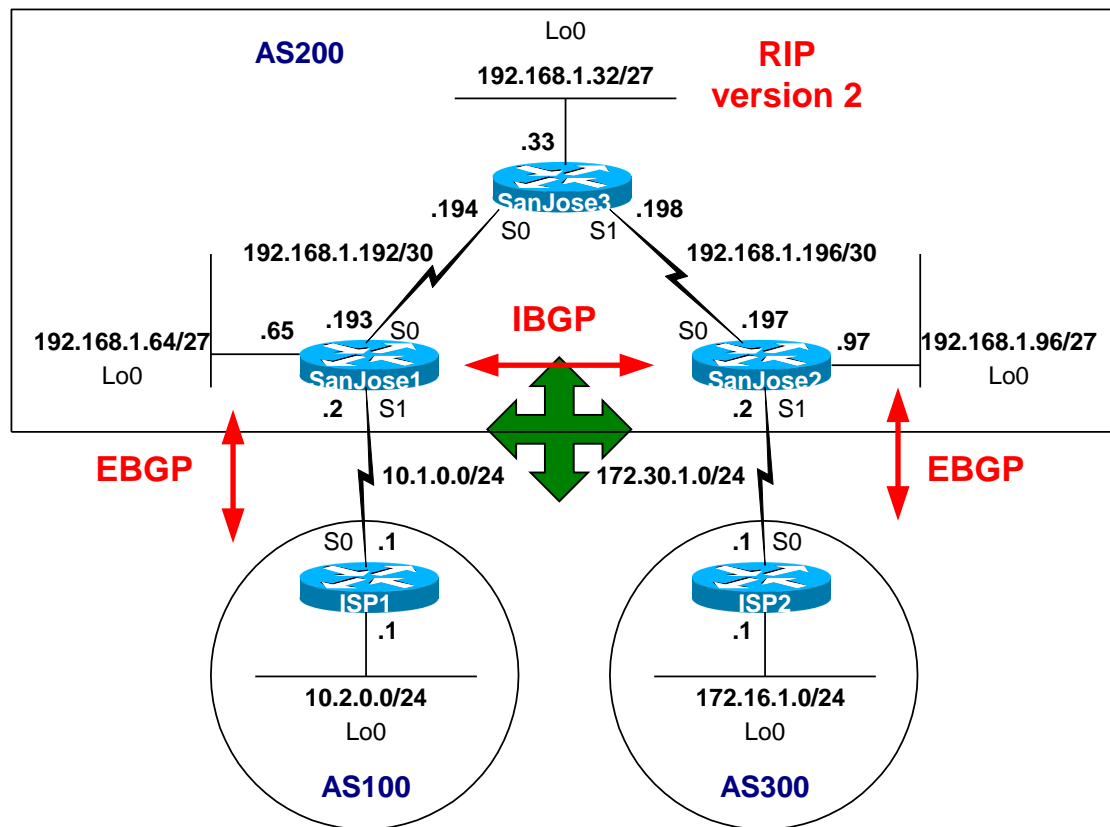 Lo0
AS200
RIP
version 2
192.168.1.32/27
.33
SanJose3
.194
.198
S0
S1
192.168.1.192/30
192.168.1.196/30
192.168.1.64/27
.65
.193
S0
IBGP
S0
.197
.97
192.168.1.96/27
Lo0
SanJose1
SanJose2
Lo0
.2
S1
.2
S1
EBGP
10.1.0.0/24
172.30.1.0/24
EBGP
S0
.1
.1
S0
ISP1
ISP2
.1
.1
10.2.0.0/24
172.16.1.0/24
Lo0
Lo0
AS100
AS300